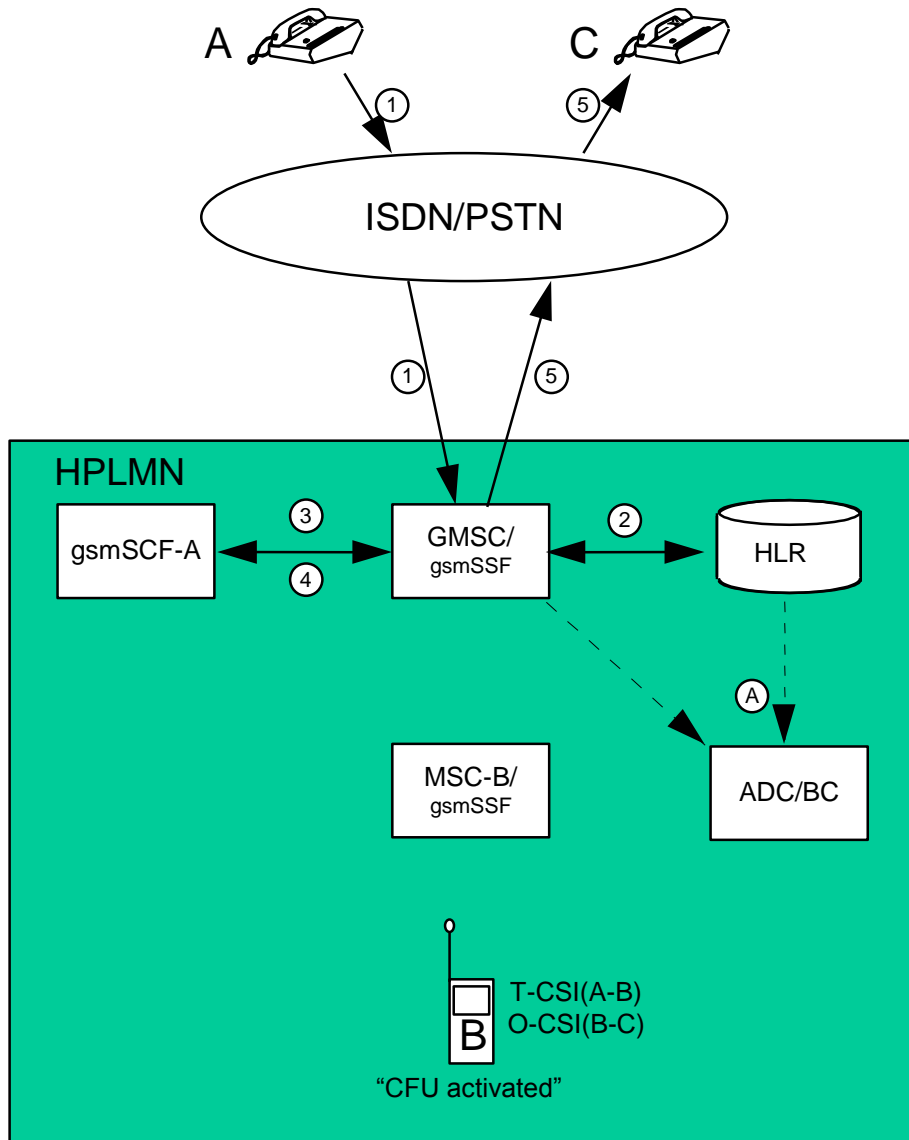 A
C
1
5
ISDN/PSTN
1
5
HPLMN
gsmSCF-A
3
4
GMSC/
gsmSSF
2
HLR
A
MSC-B/
gsmSSF
ADC/BC
B
T-CSI(A-B)
O-CSI(B-C)
“CFU activated”